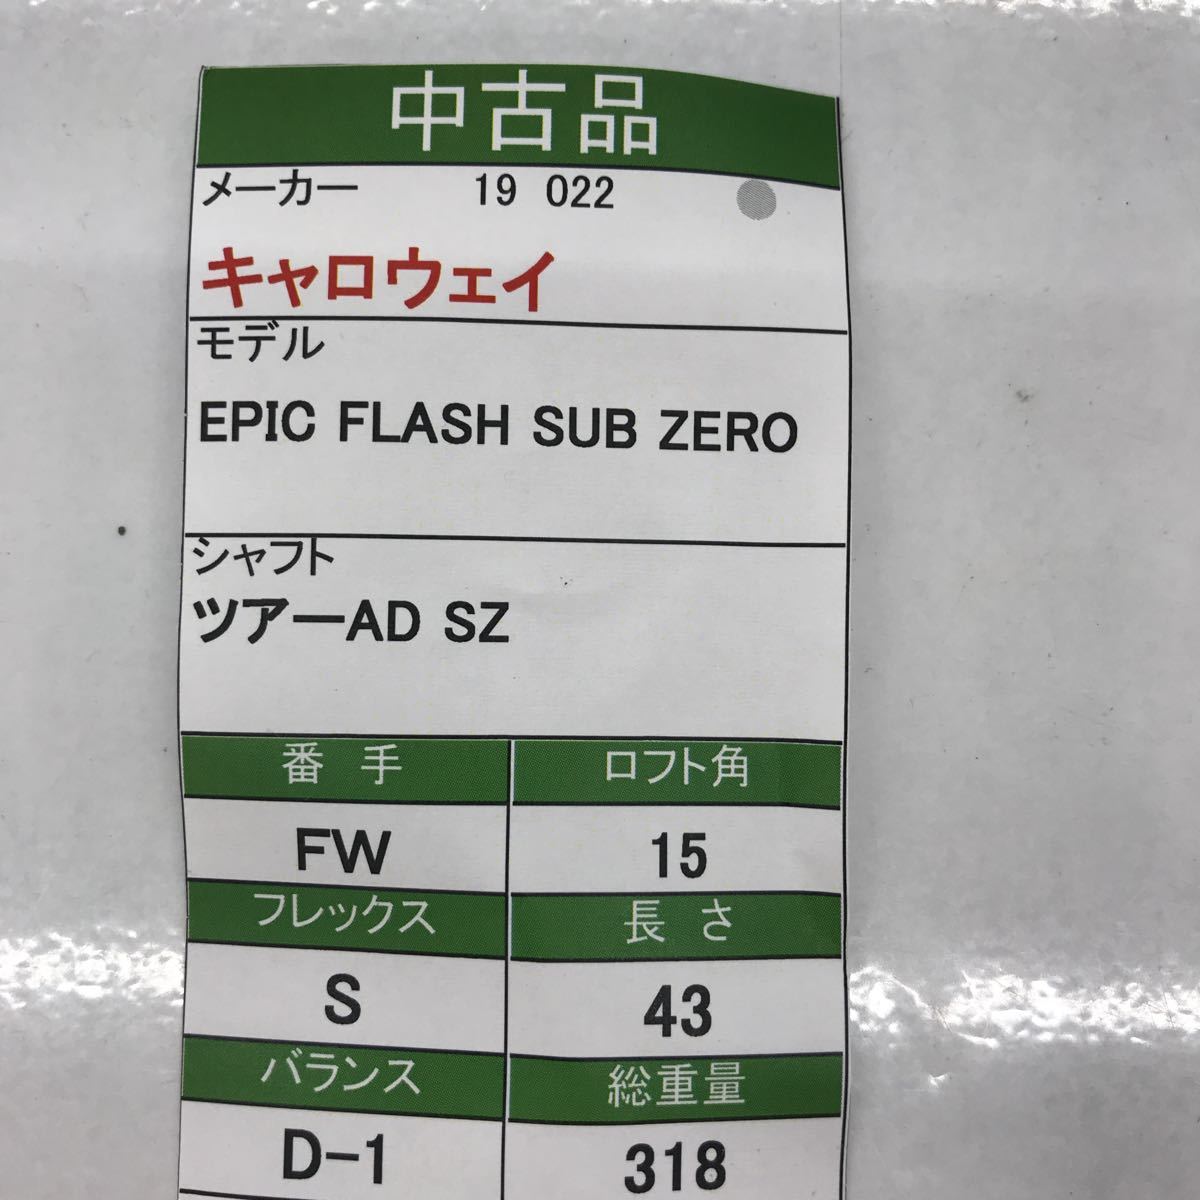 中古品
メーカー 19 022
キャロウェイ
モデル
EPIC FLASH SUB ZERO
シャフト
ツアーAD SZ
番 手 ロフト角
FW 15
フレックス 長 さ
S 43
バランス 総重量
D-1 318